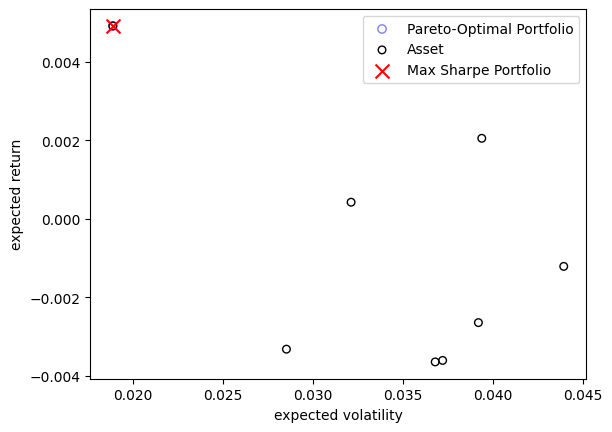 Pareto-Optimal Portfolio
Asset
Max Sharpe Portfolio
expected return
0.004
0.002
0.000
−0.002
−0.004
0.020
0.025
0.030
0.035
0.040
0.045
expected volatility